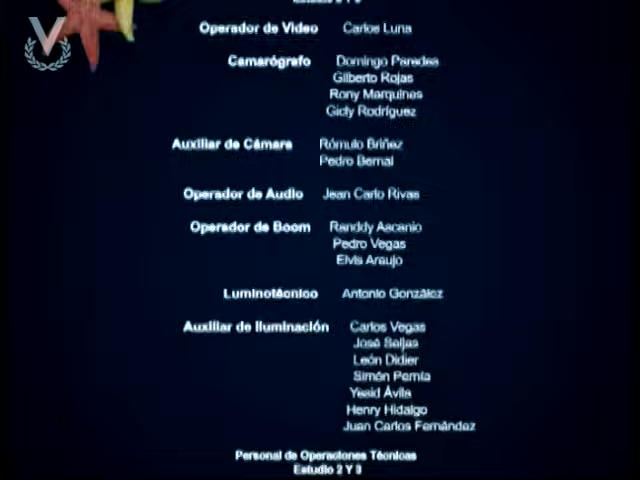 V
Operador de Video Carlos Luna
Camarógrafo Domingo Paredes
Gilberto Rojas
Rony Marquines
Gidy Rodríguez
Auxiliar de Cámara Rómulo Briñez
Pedro Bernal
Operador de Audio Jean Carlo Rivas
Operador de Boom Randdy Ascanio
Pedro Vegas
Elvis Araujo
Luminotécnico Antonio González
Auxiliar de Iluminación Carlos Vegas
José Seijas
León Didier
Simón Pernía
Yesid Ávila
Henry Hidalgo
Juan Carlos Fernández
Personal de Operaciones Técnicas
Estudio 2 Y 3